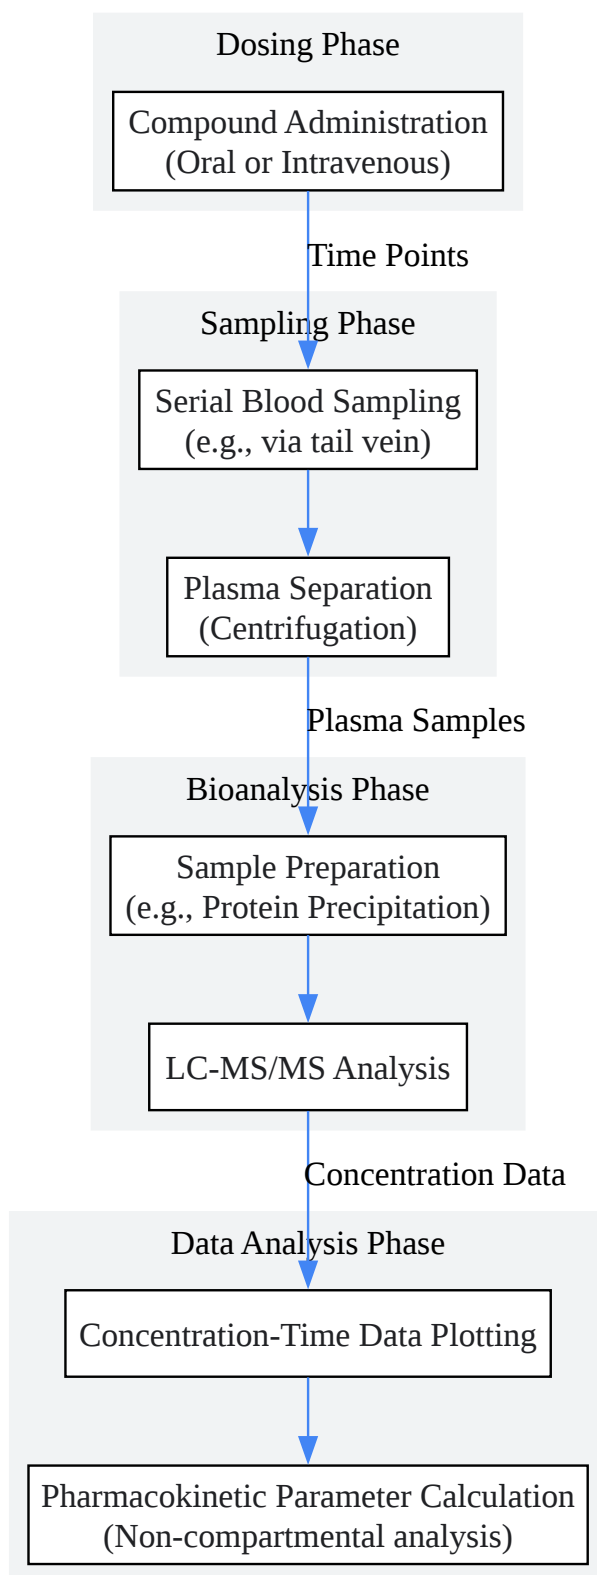 Dosing Phase
Compound Administration
(Oral or Intravenous)
Time Points
Sampling Phase
Serial Blood Sampling
(e.g., via tail vein)
Plasma Separation
(Centrifugation)
Plasma Samples
Bioanalysis Phase
Sample Preparation
(e.g., Protein Precipitation)
LC-MS/MS Analysis
Concentration Data
Data Analysis Phase
Concentration-Time Data Plotting
Pharmacokinetic Parameter Calculation
(Non-compartmental analysis)